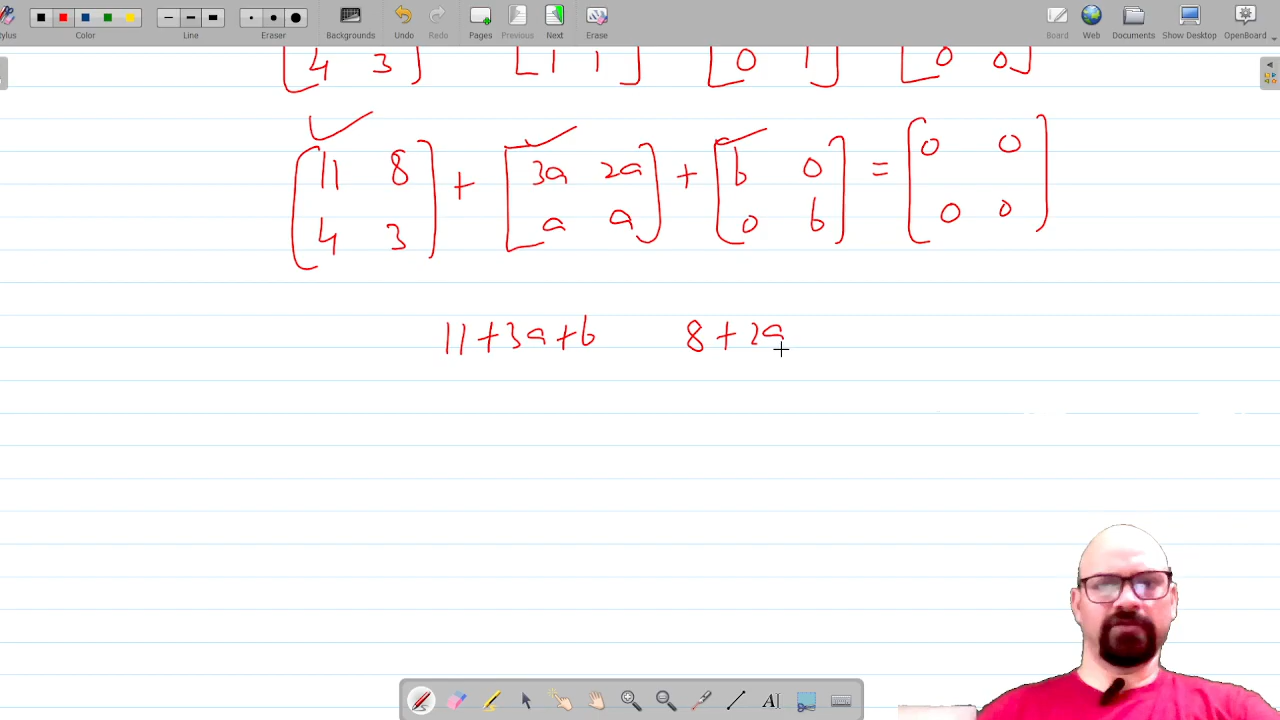 Stylus Color Line Eraser Backgrounds Undo Redo Pages Previous Next Erase Board Web Documents Show Desktop OpenBoard
4 3 1 1 0 1 0 0
[11 8] + [3a 2a] + [b 0] = [0 0]
[4 3] [a a] [0 b] [0 0]
11+3a+b 8+2a